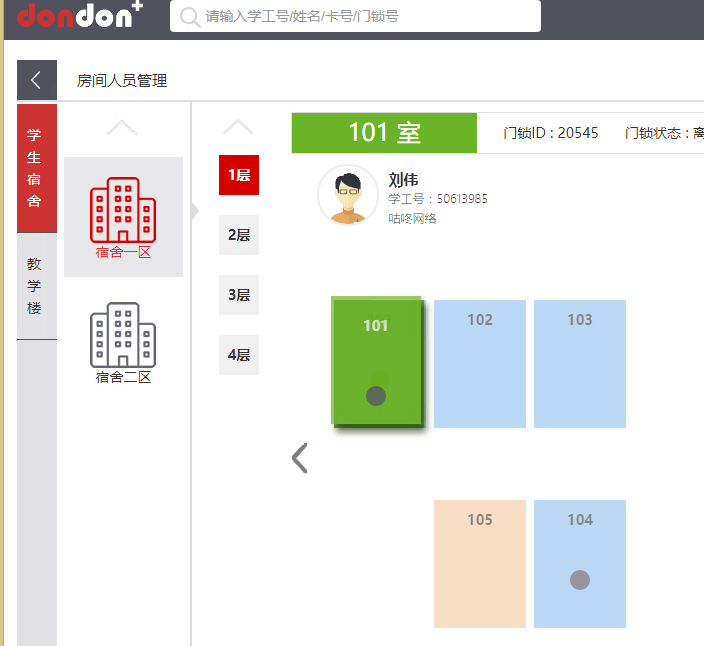 dondon+
请输入学工号/姓名/卡号/门锁号
房间人员管理
学生宿舍
教学楼
宿舍一区
宿舍二区
1层
2层
3层
4层
101 室
门锁ID : 20545
门锁状态 : 离
刘伟
学工号 : 50613985
咕咚网络
101
102
103
105
104